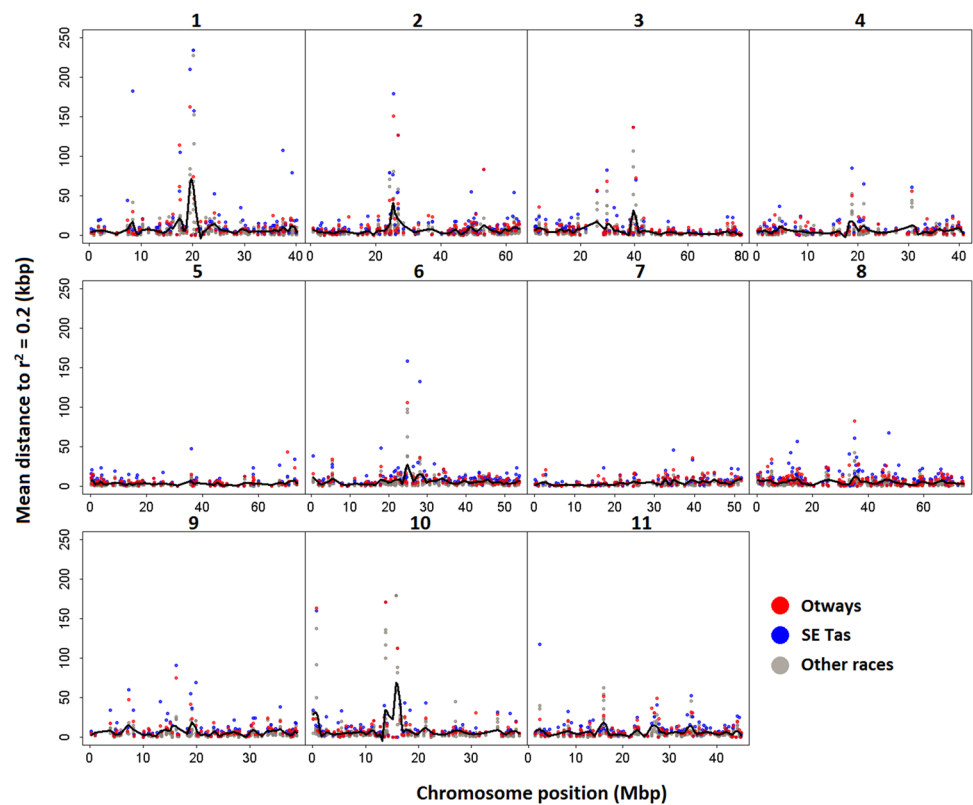 1 2 3 4
250
200
150
100
50
0
0 10 20 30 40 0 20 40 60 0 20 40 60 80 0 10 20 30 40
5 6 7 8
250
200
150
100
50
0
0 20 40 60 0 10 20 30 40 50 0 10 20 30 40 50 0 20 40 60
9 10 11
250
200
150
100
50
0
0 10 20 30 40 0 10 20 30 0 10 20 30 40
Mean distance to r² = 0.2 (kbp)
Chromosome position (Mbp)
Otways
SE Tas
Other races